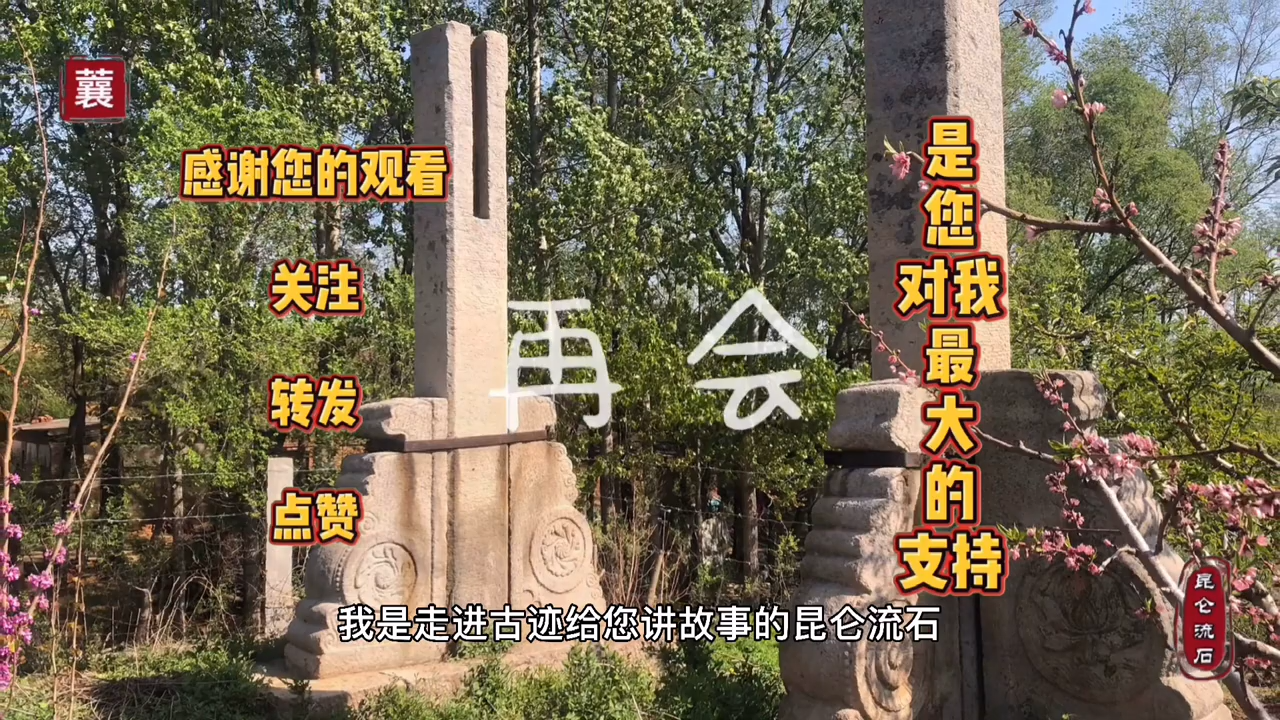 蘘
感谢您的观看
关注
转发
点赞
再会
是
您
对我
最
大
的
支持
我是走进古迹给您讲故事的昆仑流石
昆仑流石